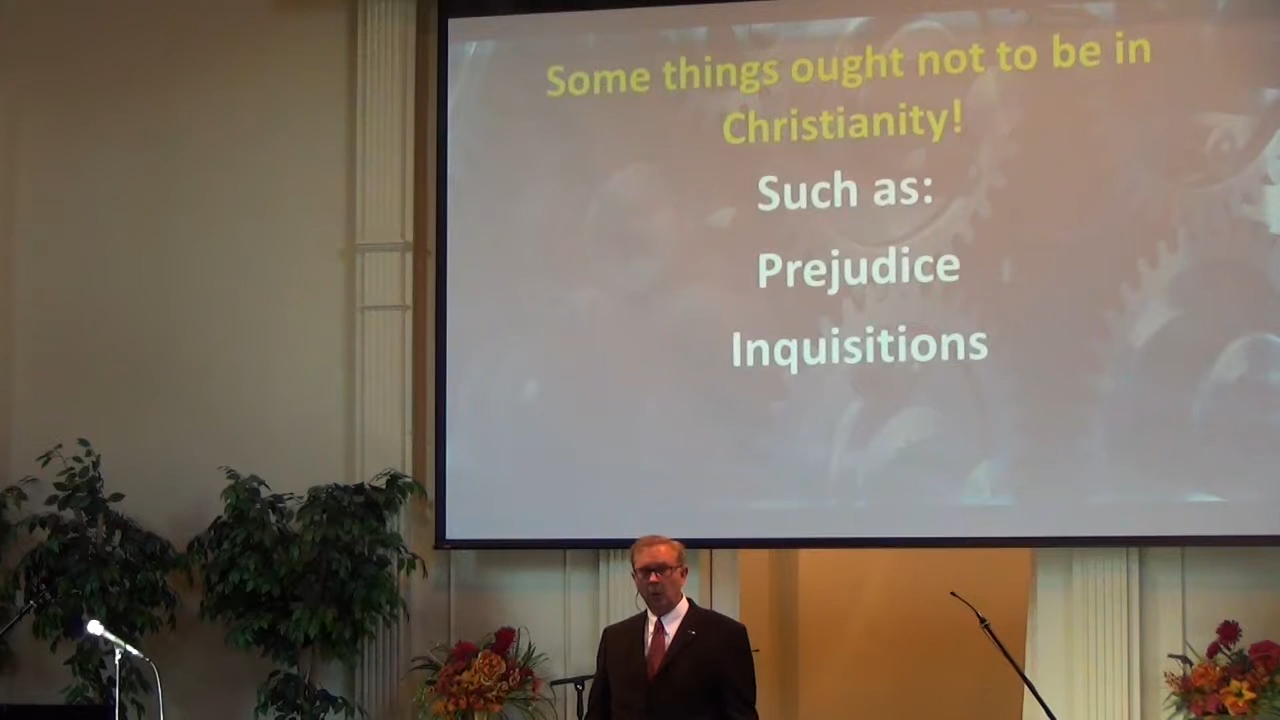 Some things ought not to be in
Christianity!
Such as:
Prejudice
Inquisitions